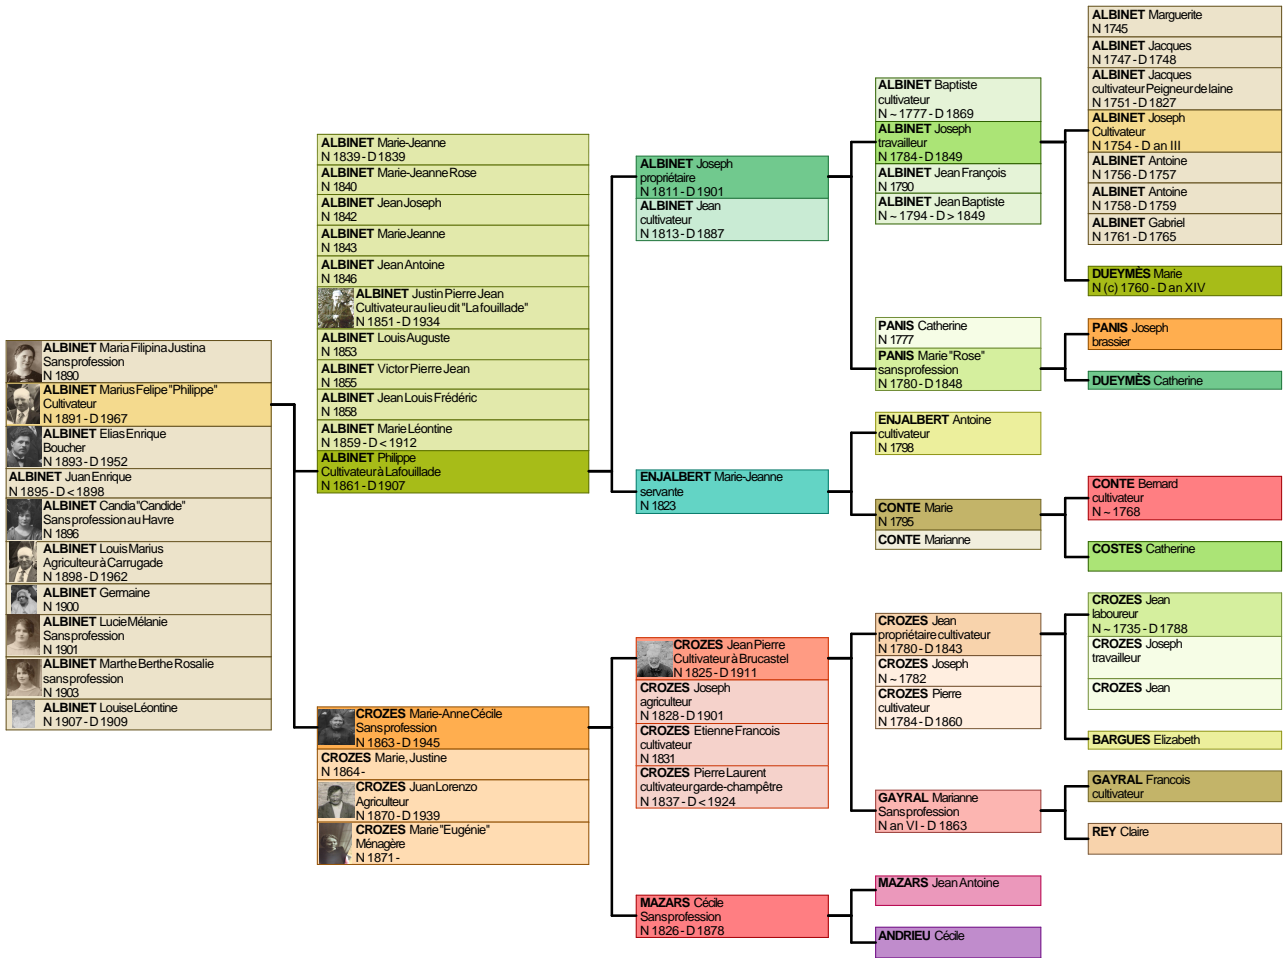 ALBINET Maria Filipina Justina
Sans profession
N 1890
ALBINET Marius Felipe "Philippe"
Cultivateur
N 1891 - D 1967
ALBINET Elias Enrique
Boucher
N 1893 - D 1952
ALBINET Juan Enrique
N 1895 - D < 1898
ALBINET Candia "Candide"
Sans profession au Havre
N 1896
ALBINET Louis Marius
Agriculteur à Carrugade
N 1898 - D 1962
ALBINET Germaine
N 1900
ALBINET Lucie Mélanie
Sans profession
N 1901
ALBINET Marthe Berthe Rosalie
sans profession
N 1903
ALBINET Louise Léontine
N 1907 - D 1909
ALBINET Marie-Jeanne
N 1839 - D 1839
ALBINET Marie-Jeanne Rose
N 1840
ALBINET Jean Joseph
N 1842
ALBINET Marie Jeanne
N 1843
ALBINET Jean Antoine
N 1846
ALBINET Justin Pierre Jean
Cultivateur au lieu dit "Lafouillade"
N 1851 - D 1934
ALBINET Louis Auguste
N 1853
ALBINET Victor Pierre Jean
N 1855
ALBINET Jean Louis Frédéric
N 1858
ALBINET Marie Léontine
N 1859 - D < 1912
ALBINET Philippe
Cultivateur à Lafouillade
N 1861 - D 1907
CROZES Marie-Anne Cécile
Sans profession
N 1863 - D 1945
CROZES Marie, Justine
N 1864 -
CROZES Juan Lorenzo
Agriculteur
N 1870 - D 1939
CROZES Marie "Eugénie"
Ménagère
N 1871 -
ALBINET Joseph
propriétaire
N 1811 - D 1901
ALBINET Jean
cultivateur
N 1813 - D 1887
ENJALBERT Marie-Jeanne
servante
N 1823
CROZES Jean Pierre
Cultivateur à Brucastel
N 1825 - D 1911
CROZES Joseph
agriculteur
N 1828 - D 1901
CROZES Etienne Francois
cultivateur
N 1831
CROZES Pierre Laurent
cultivateur garde-champêtre
N 1837 - D < 1924
MAZARS Cécile
Sans profession
N 1826 - D 1878
ALBINET Baptiste
cultivateur
N ~ 1777 - D 1869
ALBINET Joseph
travailleur
N 1784 - D 1849
ALBINET Jean François
N 1790
ALBINET Jean Baptiste
N ~ 1794 - D > 1849
PANIS Catherine
N 1777
PANIS Marie "Rose"
sans profession
N 1780 - D 1848
ENJALBERT Antoine
cultivateur
N 1798
CONTE Marie
N 1795
CONTE Marianne
CROZES Jean
propriétaire cultivateur
N 1780 - D 1843
CROZES Joseph
N ~ 1782
CROZES Pierre
cultivateur
N 1784 - D 1860
GAYRAL Marianne
Sans profession
N an VI - D 1863
MAZARS Jean Antoine
ANDRIEU Cécile
ALBINET Marguerite
N 1745
ALBINET Jacques
N 1747 - D 1748
ALBINET Jacques
cultivateur Peigneur de laine
N 1751 - D 1827
ALBINET Joseph
Cultivateur
N 1754 - D an III
ALBINET Antoine
N 1756 - D 1757
ALBINET Antoine
N 1758 - D 1759
ALBINET Gabriel
N 1761 - D 1765
DUEYMÈS Marie
N (c) 1760 - D an XIV
PANIS Joseph
brassier
DUEYMÈS Catherine
CONTE Bernard
cultivateur
N ~ 1768
COSTES Catherine
CROZES Jean
laboureur
N ~ 1735 - D 1788
CROZES Joseph
travailleur
CROZES Jean
BARGUES Elizabeth
GAYRAL Francois
cultivateur
REY Claire